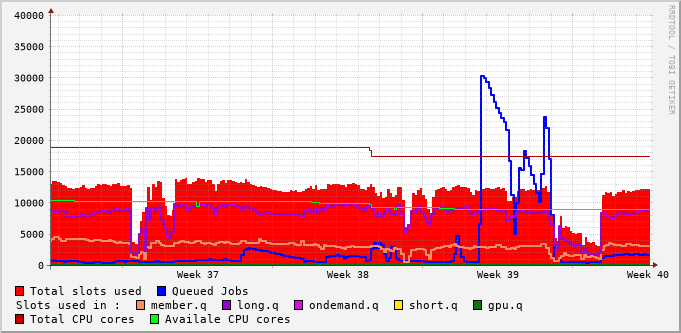 RRDTOOL / TOBI OETIKER
40000
35000
30000
25000
20000
15000
10000
5000
0
Week 37 Week 38 Week 39 Week 40
Total slots used Queued Jobs
Slots used in : member.q long.q ondemand.q short.q gpu.q
Total CPU cores Availale CPU cores